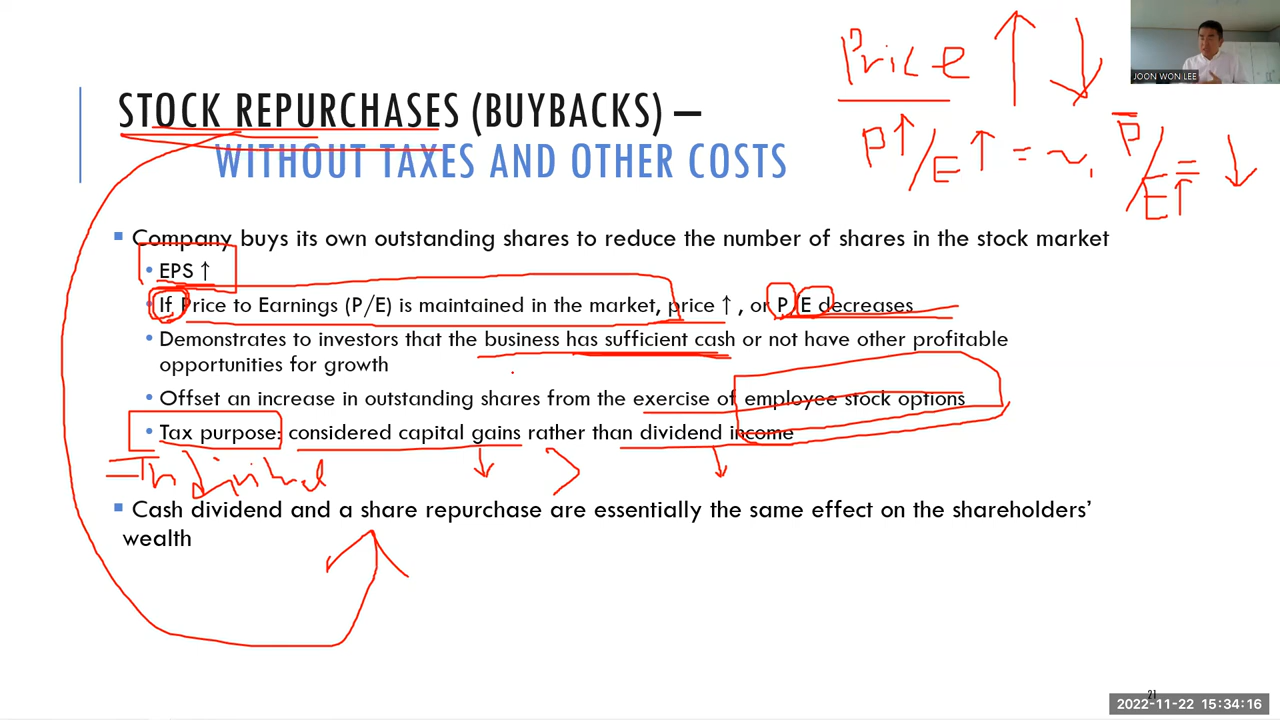 JOON WON LEE
Price ↑ ↓
P↑/E↑ = ~
P/E↑ = ↓
STOCK REPURCHASES (BUYBACKS) –
WITHOUT TAXES AND OTHER COSTS
▪ Company buys its own outstanding shares to reduce the number of shares in the stock market
• EPS ↑
• If Price to Earnings (P/E) is maintained in the market, price ↑ , or P E decreases
• Demonstrates to investors that the business has sufficient cash or not have other profitable
opportunities for growth
• Offset an increase in outstanding shares from the exercise of employee stock options
• Tax purpose: considered capital gains rather than dividend income
▪ Cash dividend and a share repurchase are essentially the same effect on the shareholders'
wealth
21
2022-11-22 15:34:16